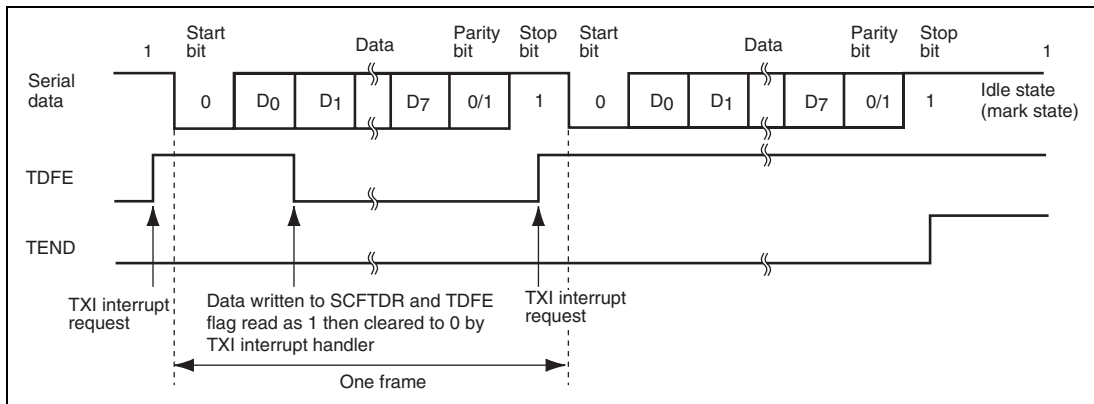 1 Start bit Data Parity bit Stop bit Start bit Data Parity bit Stop bit 1
Serial data 0 D0 D1 D7 0/1 1 0 D0 D1 D7 0/1 1 Idle state (mark state)
TDFE
TEND
TXI interrupt request
Data written to SCFTDR and TDFE
flag read as 1 then cleared to 0 by
TXI interrupt handler
TXI interrupt request
One frame